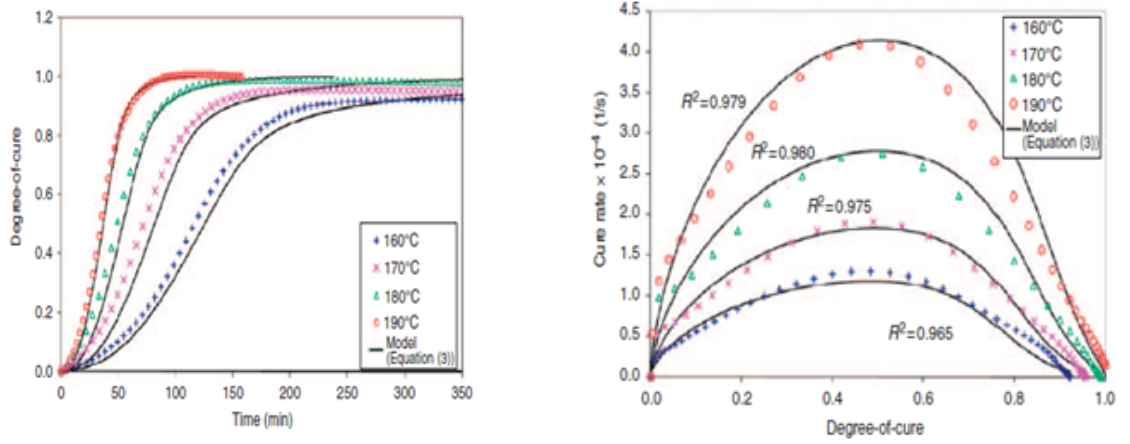 1.2
1.0
0.8
0.6
0.4
0.2
0.0
Degree-of-cure
0 50 100 150 200 250 300 350
Time (min)
160°C
170°C
180°C
190°C
Model
(Equation (3))
4.5
4.0
3.5
3.0
2.5
2.0
1.5
1.0
0.5
0.0
Cure rate × 10⁻⁴ (1/s)
0.0 0.2 0.4 0.6 0.8 1.0
Degree-of-cure
R²=0.979
R²=0.980
R²=0.975
R²=0.965
160°C
170°C
180°C
190°C
Model
(Equation (3))